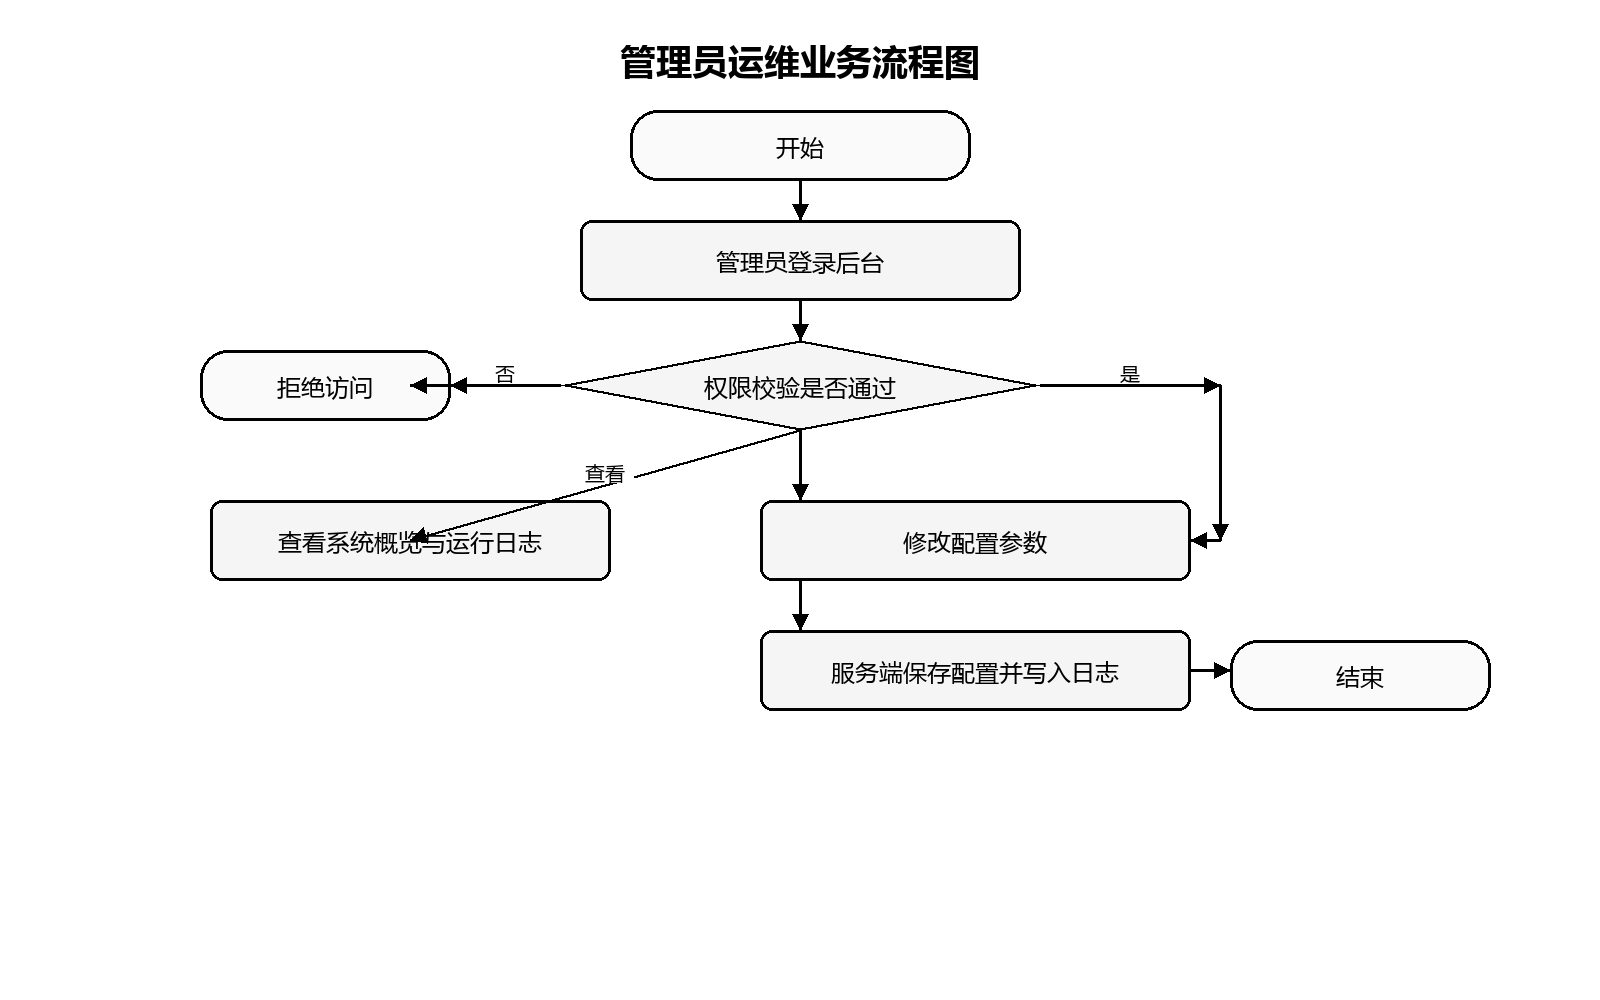 管理员运维业务流程图
开始
管理员登录后台
拒绝访问
否
权限校验是否通过
是
查看
查看系统概览与运行日志
修改配置参数
服务端保存配置并写入日志
结束